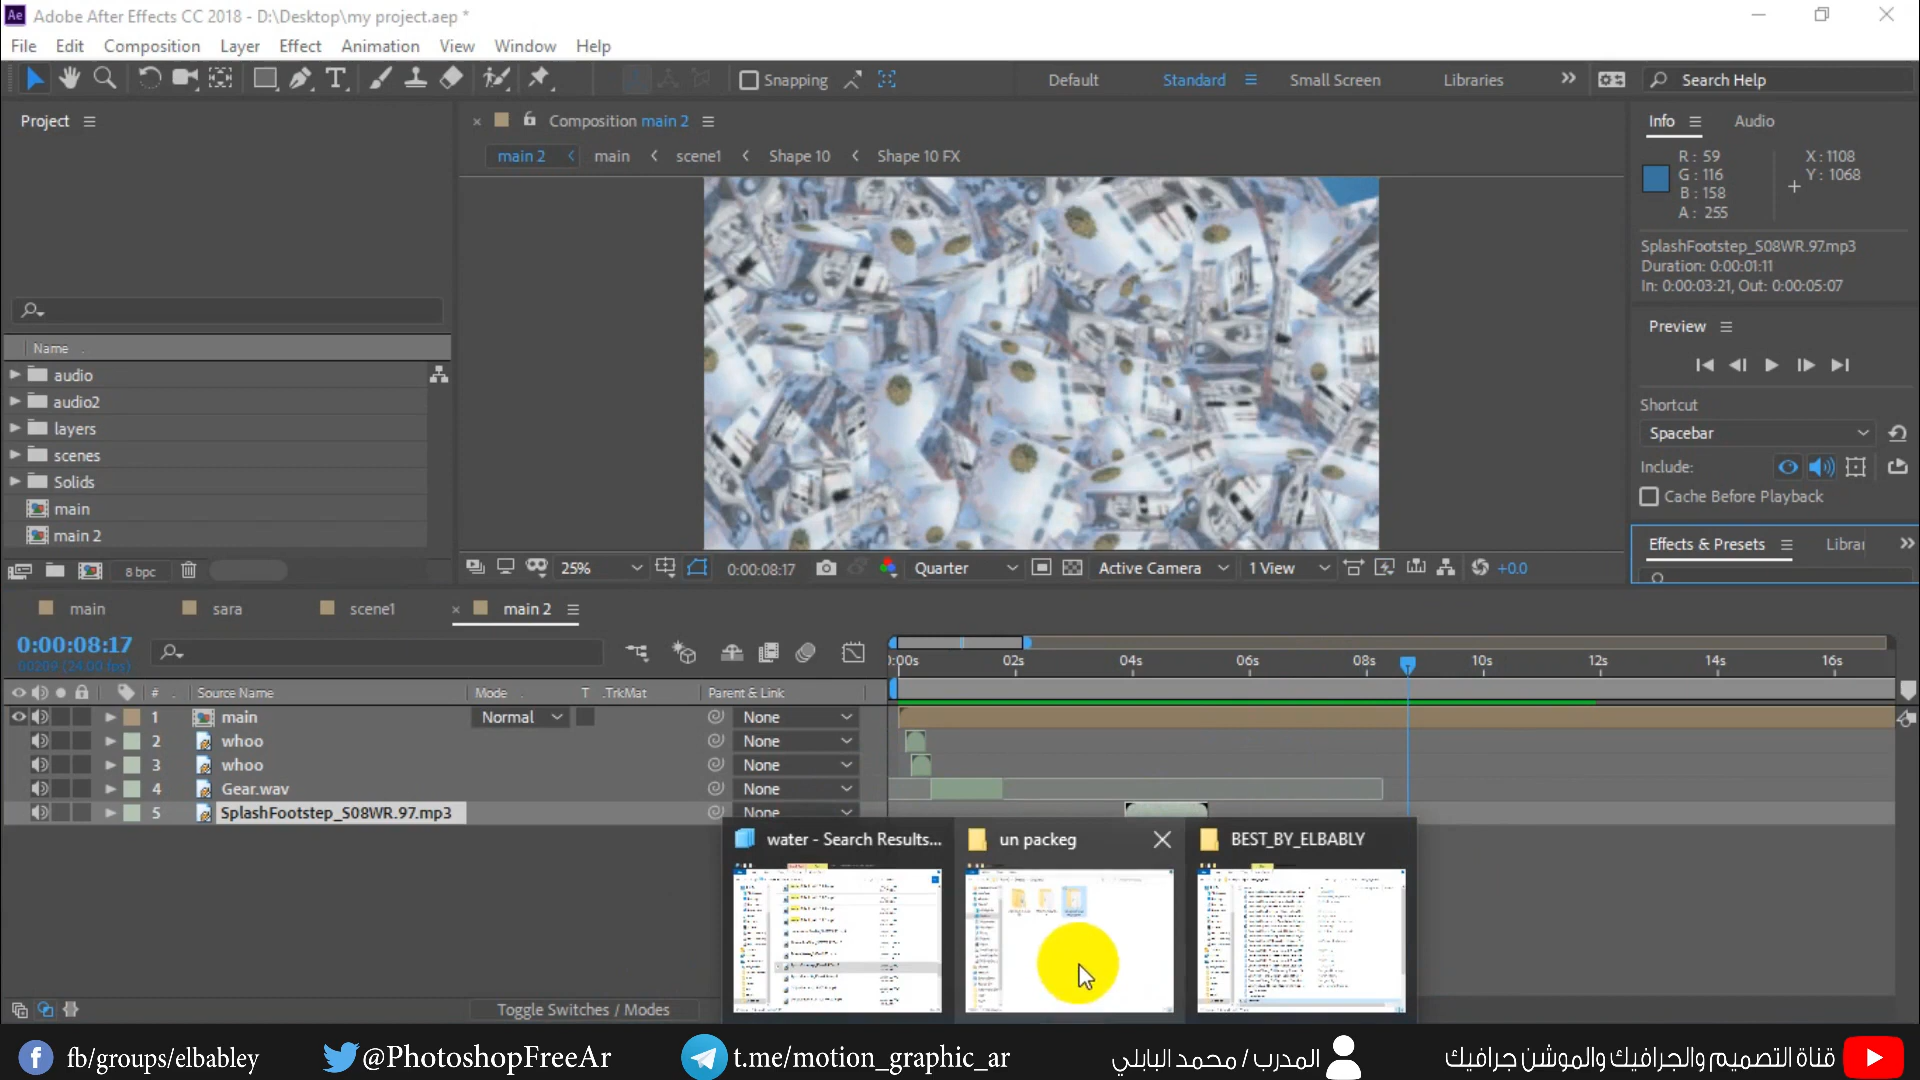 Adobe After Effects CC 2018 - D:\Desktop\my project.aep *
File Edit Composition Layer Effect Animation View Window Help
Snapping Default Standard Small Screen Libraries Search Help
Project
Composition main 2
Info Audio
main 2 main scene1 Shape 10 Shape 10 FX
R : 59
G : 116
B : 158
A : 255
X : 1108
Y : 1068
SplashFootstep_S08WR.97.mp3
Duration: 0:00:01:11
In: 0:00:03:21, Out: 0:00:05:07
Preview
Name
audio
audio2
layers
scenes
Solids
main
main 2
Shortcut
Spacebar
Include:
Cache Before Playback
Effects & Presets Librar
8 bpc
25% 0:00:08:17 Quarter Active Camera 1 View +0.0
main sara scene1 main 2
0:00:08:17
00209 (24.00 fps)
:00s 02s 04s 06s 08s 10s 12s 14s 16s
# Source Name Mode T .TrkMat Parent & Link
1 main Normal None
2 whoo None
3 whoo None
4 Gear.wav None
5 SplashFootstep_S08WR.97.mp3 None
water - Search Results... un packeg BEST_BY_ELBABLY
Toggle Switches / Modes
fb/groups/elbabley @PhotoshopFreeAr t.me/motion_graphic_ar المدرب / محمد البابلي قناة التصميم والجرافيك والموشن جرافيك